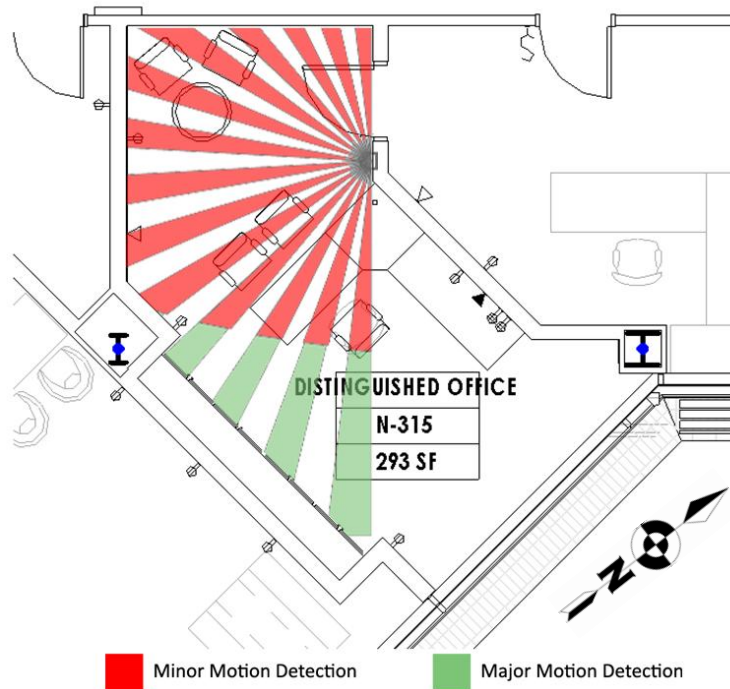 DISTINGUISHED OFFICE
N-315
293 SF
N
Minor Motion Detection
Major Motion Detection